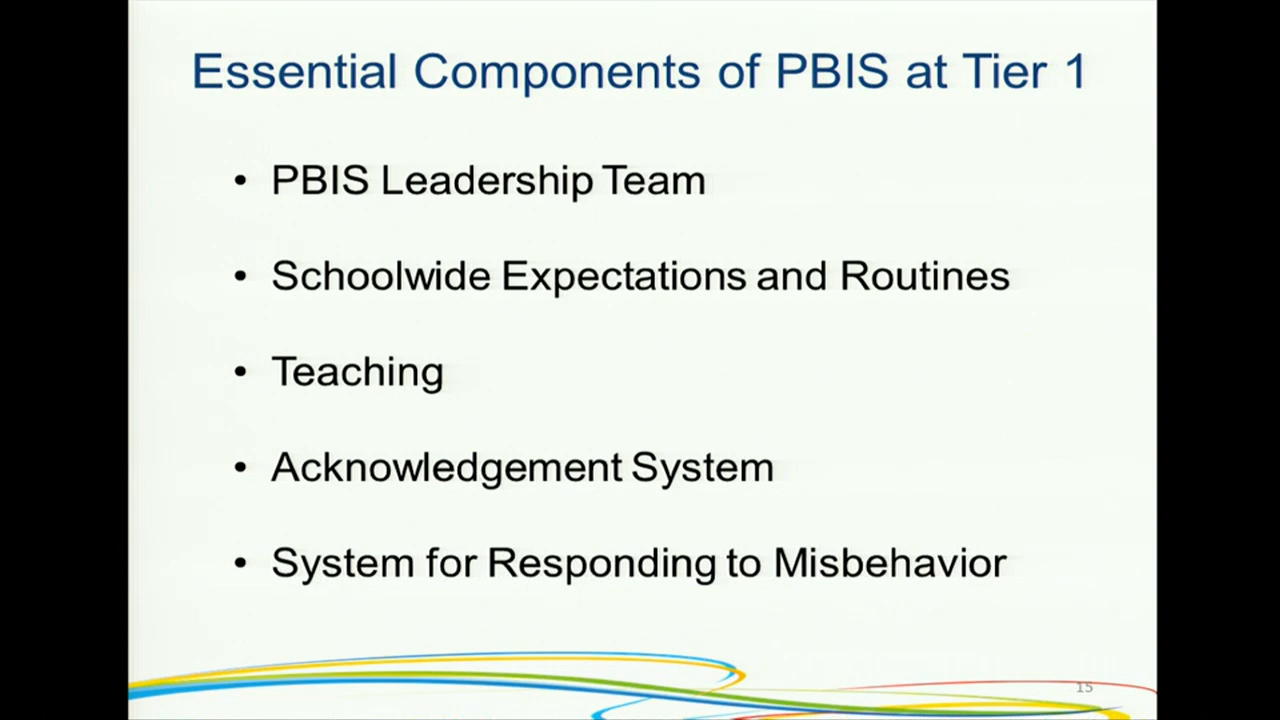 Essential Components of PBIS at Tier 1
• PBIS Leadership Team
• Schoolwide Expectations and Routines
• Teaching
• Acknowledgement System
• System for Responding to Misbehavior
15